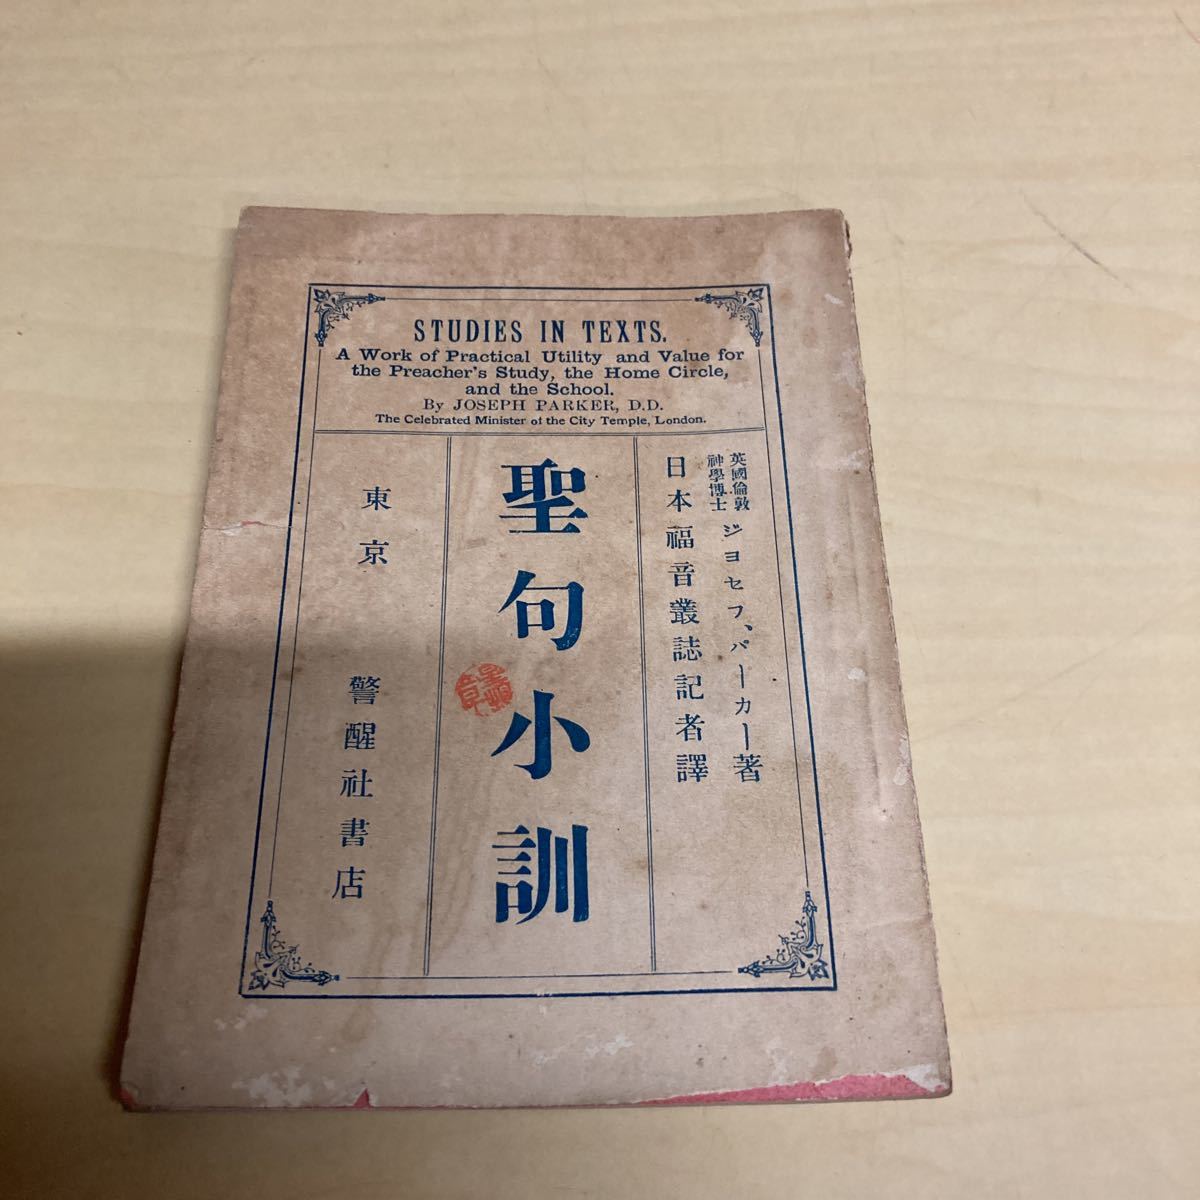 STUDIES IN TEXTS.
A Work of Practical Utility and Value for
the Preacher's Study, the Home Circle,
and the School.
By JOSEPH PARKER, D.D.
The Celebrated Minister of the City Temple, London.
英國倫敦
神學博士
ジヨセフ、パーカー著
日本福音叢誌記者譯
聖句小訓
東京
警醒社書店